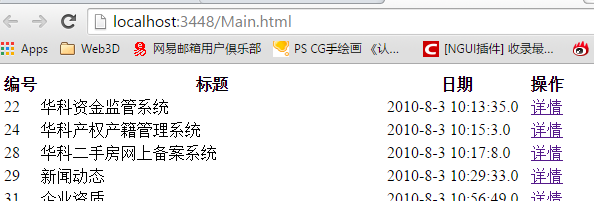 localhost:3448/Main.html
Apps Web3D 网易邮箱用户俱乐部 PS CG手绘画 《认... [NGUI插件] 收录最...
编号 标题 日期 操作
22 华科资金监管系统 2010-8-3 10:13:35.0 详情
24 华科产权产籍管理系统 2010-8-3 10:15:3.0 详情
28 华科二手房网上备案系统 2010-8-3 10:17:8.0 详情
29 新闻动态 2010-8-3 10:29:33.0 详情
31 企业资质 2010-8-3 10:56:49.0 详情